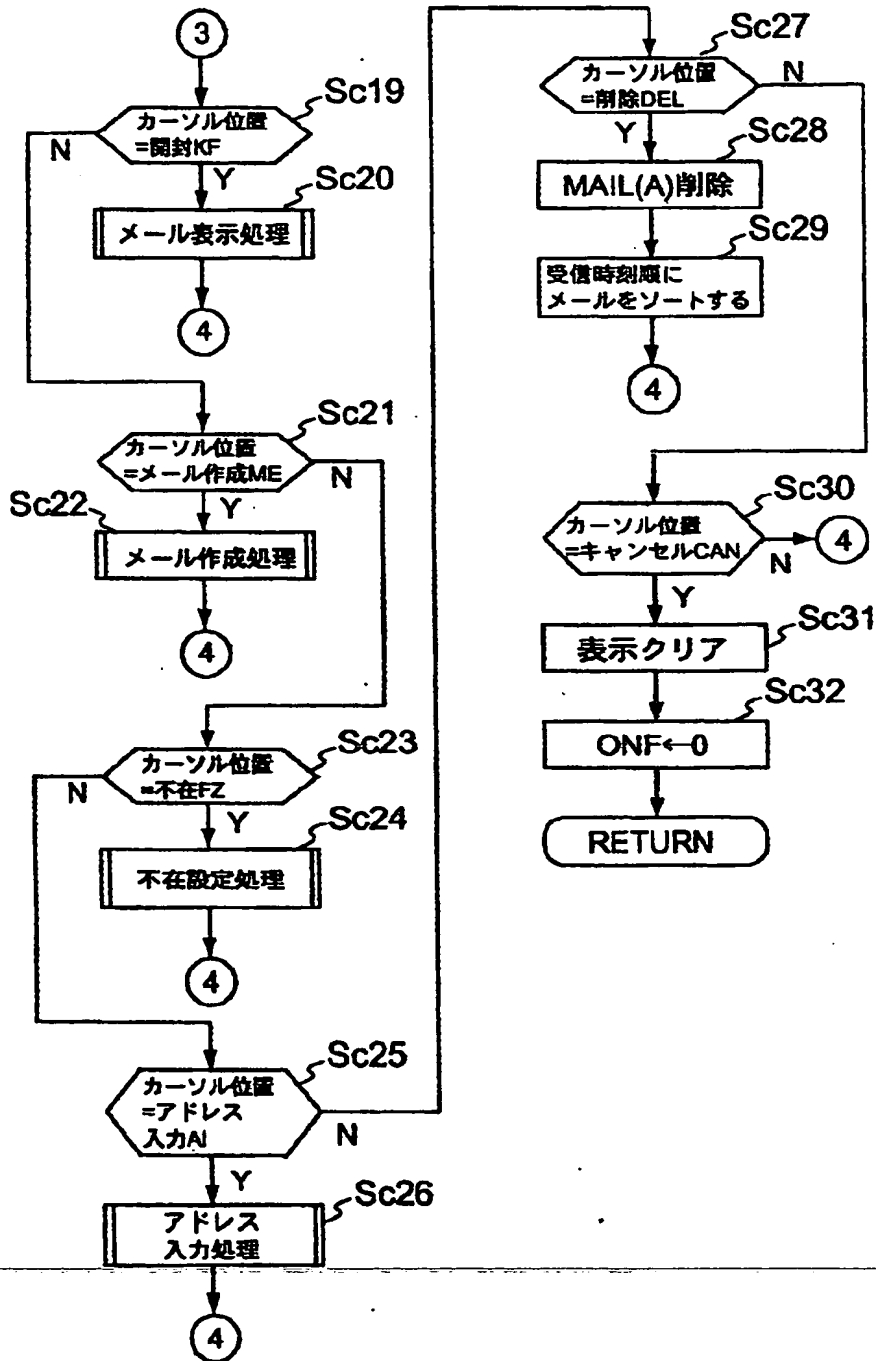 3
Sc19
カーソル位置
=開封KF
N
Y
Sc20
メール表示処理
4
Sc21
カーソル位置
=メール作成ME
N
Y
Sc22
メール作成処理
4
Sc23
カーソル位置
=不在FZ
N
Y
Sc24
不在設定処理
4
Sc25
カーソル位置
=アドレス
入力AI
N
Y
Sc26
アドレス
入力処理
4
Sc27
カーソル位置
=削除DEL
N
Y
Sc28
MAIL(A)削除
Sc29
受信時刻順に
メールをソートする
4
Sc30
カーソル位置
=キャンセルCAN
N
4
Y
Sc31
表示クリア
Sc32
ONF←0
RETURN